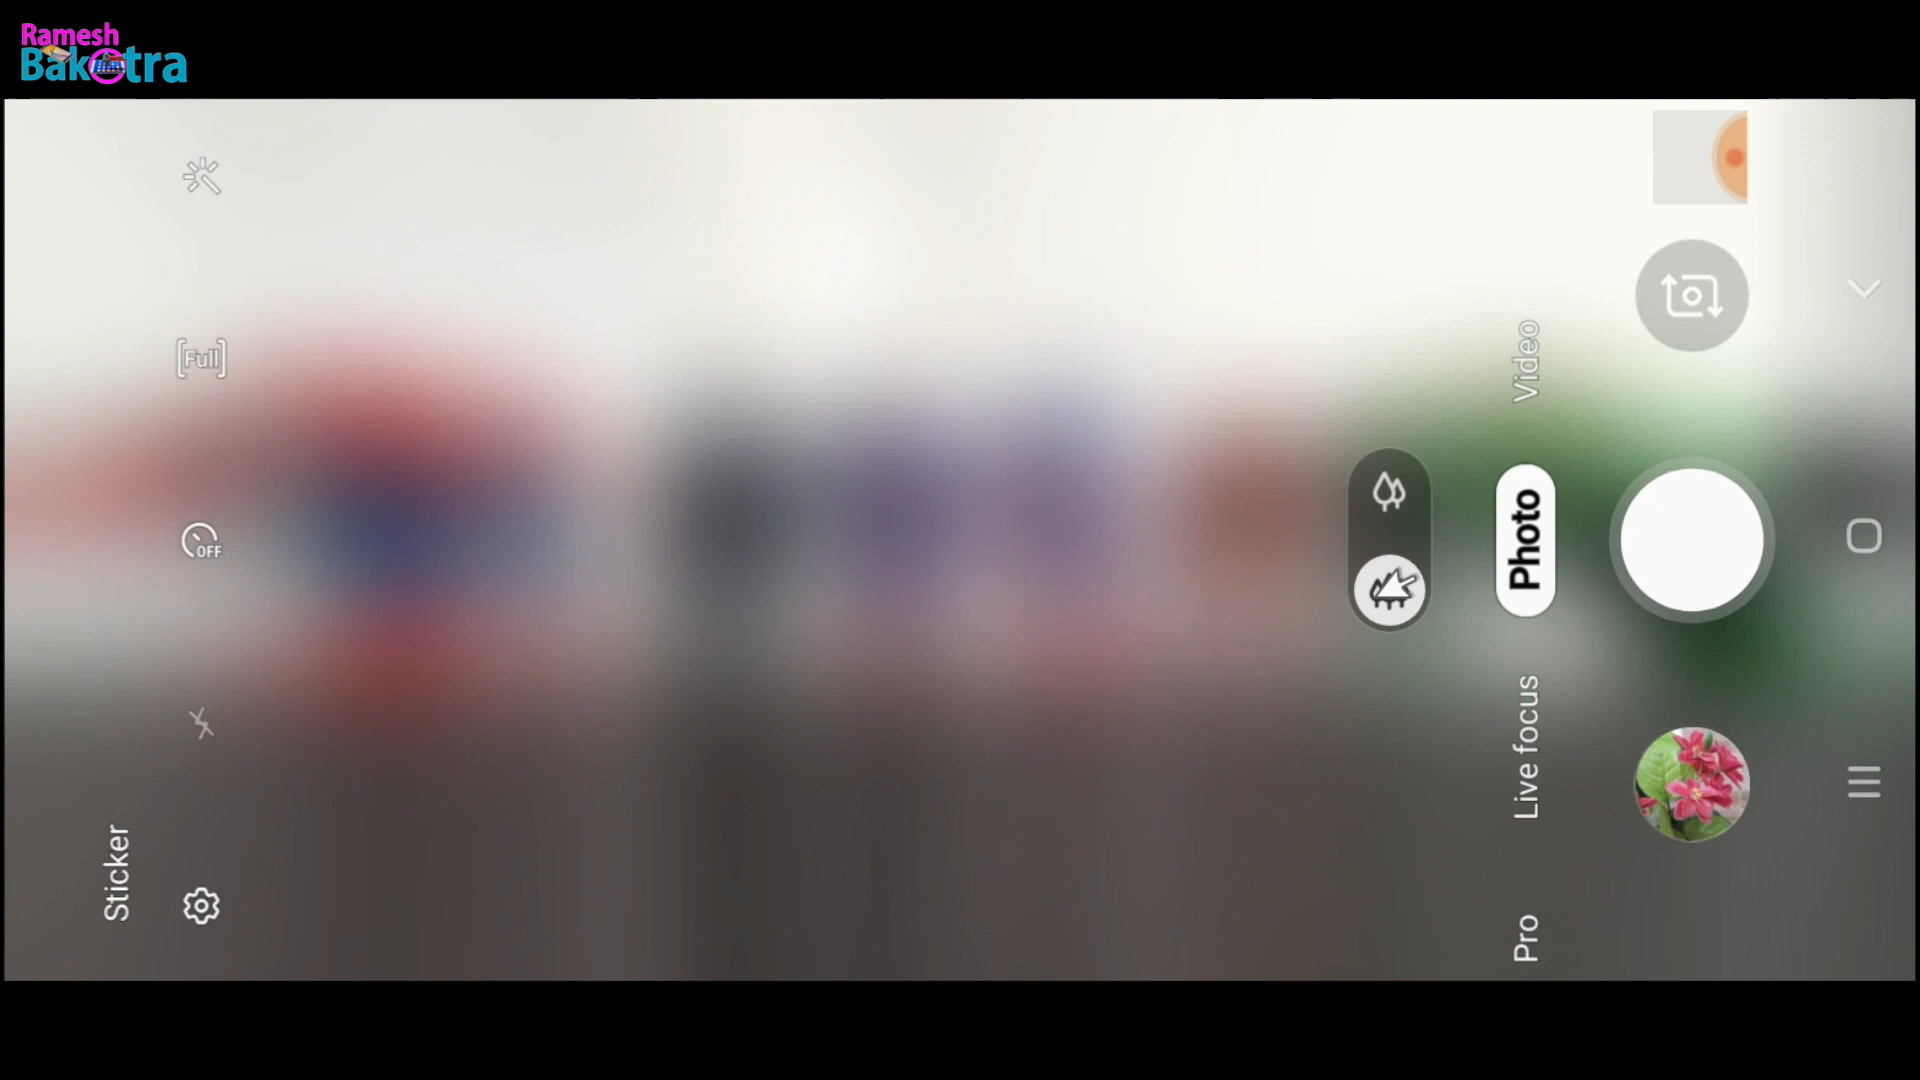 Ramesh
Bakotra
Full
OFF
Sticker
Video
Photo
Live focus
Pro